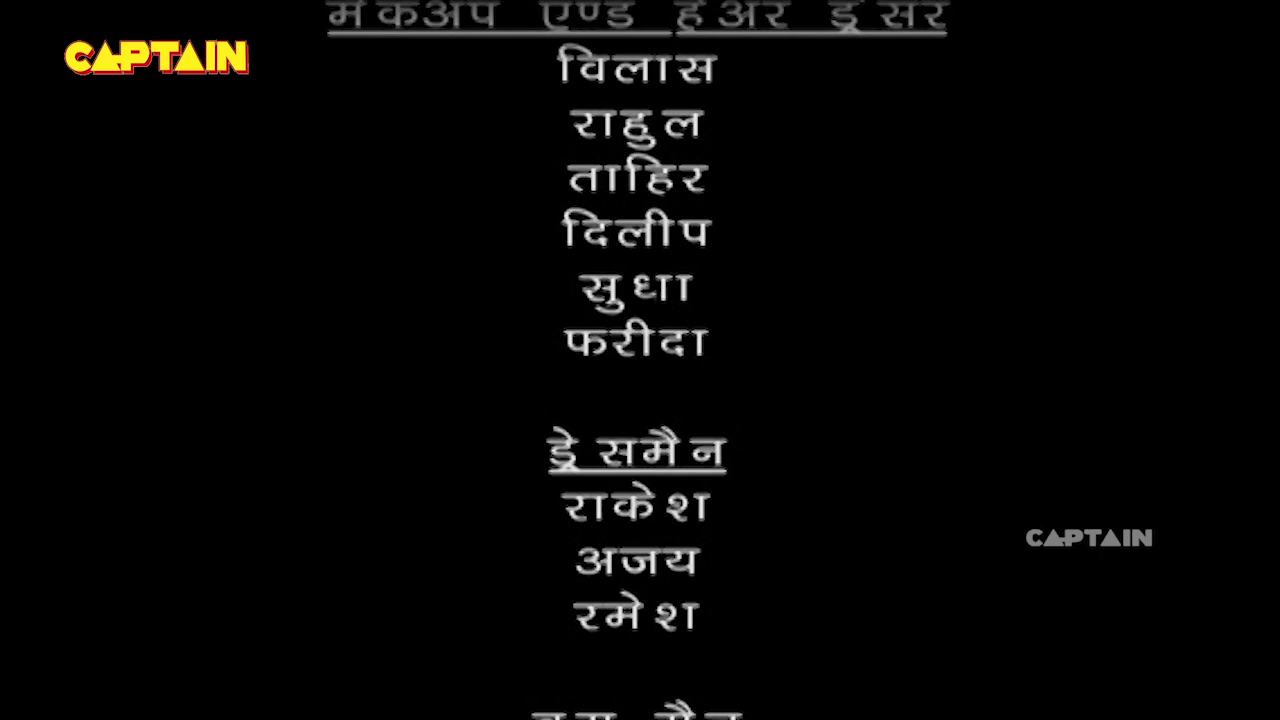 CAPTAIN
मेकअप एण्ड हेअर ड्रेसर
विलास
राहुल
ताहिर
दिलीप
सुधा
फरीदा
ड्रेसमैन
राकेश
अजय
रमेश
CAPTAIN